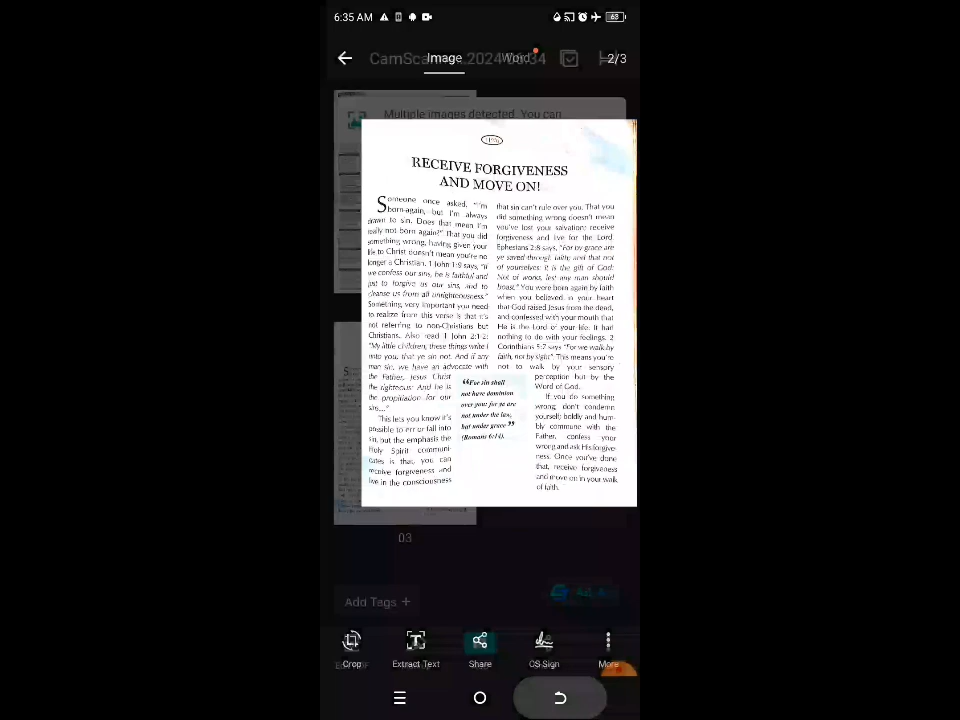 6:35 AM
63
CamScan 2024
Image
Word
2/3
Multiple images detected. You can
RECEIVE FORGIVENESS
AND MOVE ON!
Someone once asked, "I'm
born-again, but I'm always
drawn to sin. Does that mean I'm
really not born again?" That you did
something wrong, having given your
life to Christ doesn't mean you're no
longer a Christian. 1 John 1:9 says, "If
we confess our sins, he is faithful and
just to forgive us our sins, and to
cleanse us from all unrighteousness."
Something very important you need
to realize from this verse is that it's
not referring to non-Christians but
Christians. Also read 1 John 2:1-2:
"My little children, these things write I
unto you, that ye sin not. And if any
man sin, we have an advocate with
the Father, Jesus Christ
the righteous: And he is
the propitiation for our
sins..."
This lets you know it's
possible to err or fall into
sin, but the emphasis the
Holy Spirit communi-
cates is that you can
receive forgiveness and
live in the consciousness
"For sin shall
not have dominion
over you: for ye are
not under the law,
but under grace"
(Romans 6:14).
that sin can't rule over you. That you
did something wrong doesn't mean
you've lost your salvation; receive
forgiveness and live for the Lord.
Ephesians 2:8 says, "For by grace are
ye saved through faith; and that not
of yourselves: it is the gift of God:
Not of works, lest any man should
boast." You were born again by faith
when you believed in your heart
that God raised Jesus from the dead,
and confessed with your mouth that
He is the Lord of your life. It had
nothing to do with your feelings. 2
Corinthians 5:7 says "For we walk by
faith, not by sight". This means you're
not to walk by your sensory
perception but by the
Word of God.
If you do something
wrong, don't condemn
yourself; boldly and hum-
bly commune with the
Father, confess your
wrong and ask His forgive-
ness. Once you've done
that, receive forgiveness
and move on in your walk
of faith.
03
Add Tags +
Crop
Extract Text
Share
CS Sign
More